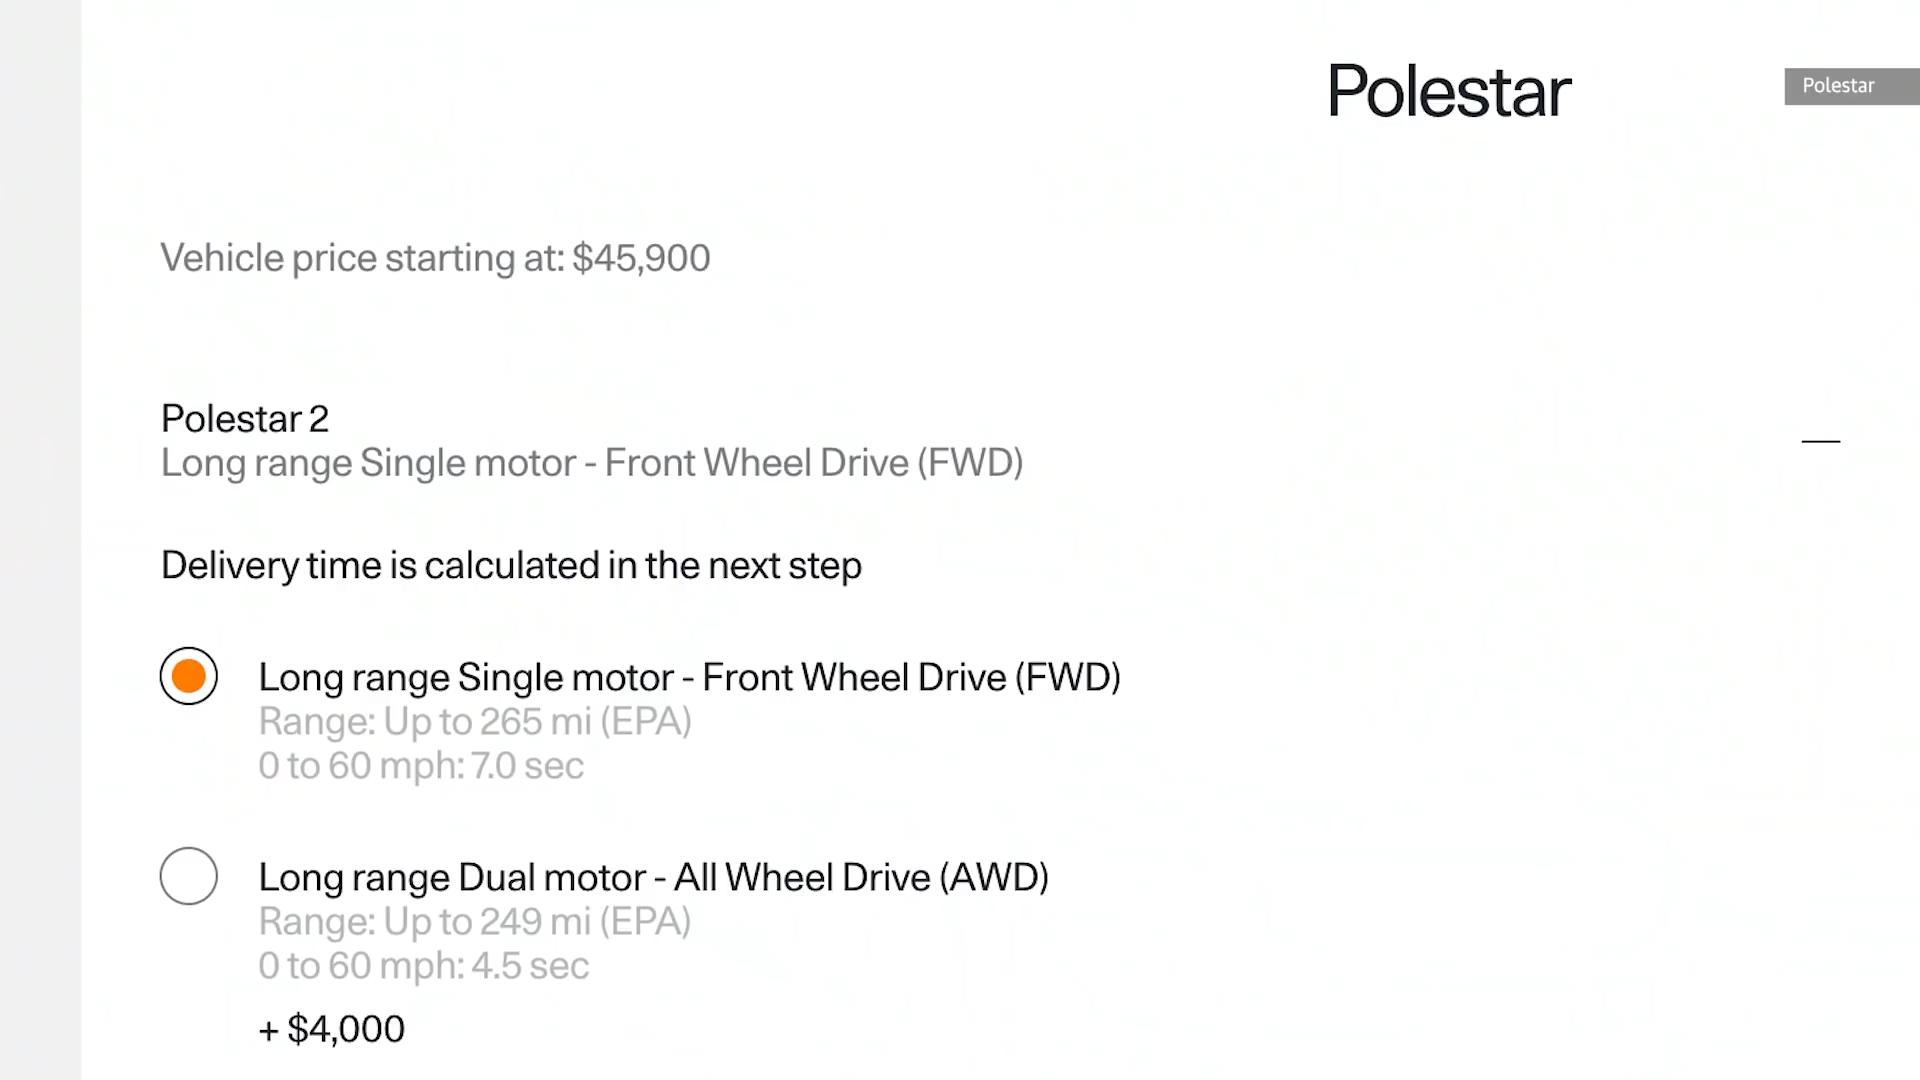 Polestar
Polestar
Vehicle price starting at: $45,900
Polestar 2
Long range Single motor - Front Wheel Drive (FWD)
Delivery time is calculated in the next step
Long range Single motor - Front Wheel Drive (FWD)
Range: Up to 265 mi (EPA)
0 to 60 mph: 7.0 sec
Long range Dual motor - All Wheel Drive (AWD)
Range: Up to 249 mi (EPA)
0 to 60 mph: 4.5 sec
+ $4,000